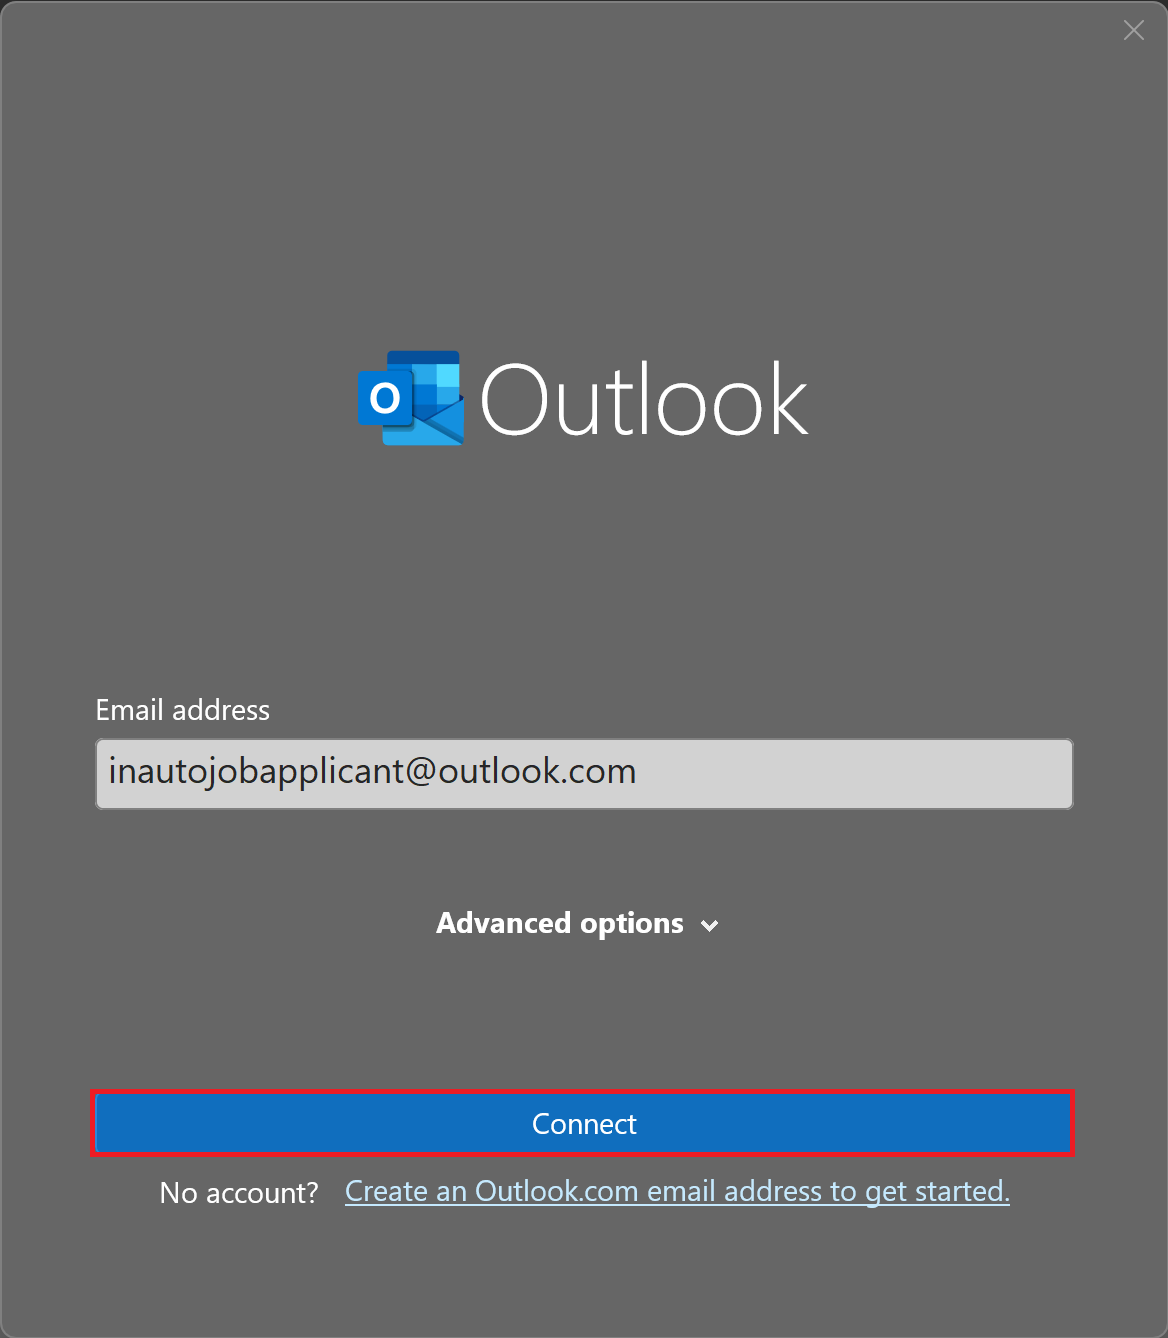 O Outlook
Email address
inautojobapplicant@outlook.com
Advanced options
Connect
No account? Create an Outlook.com email address to get started.